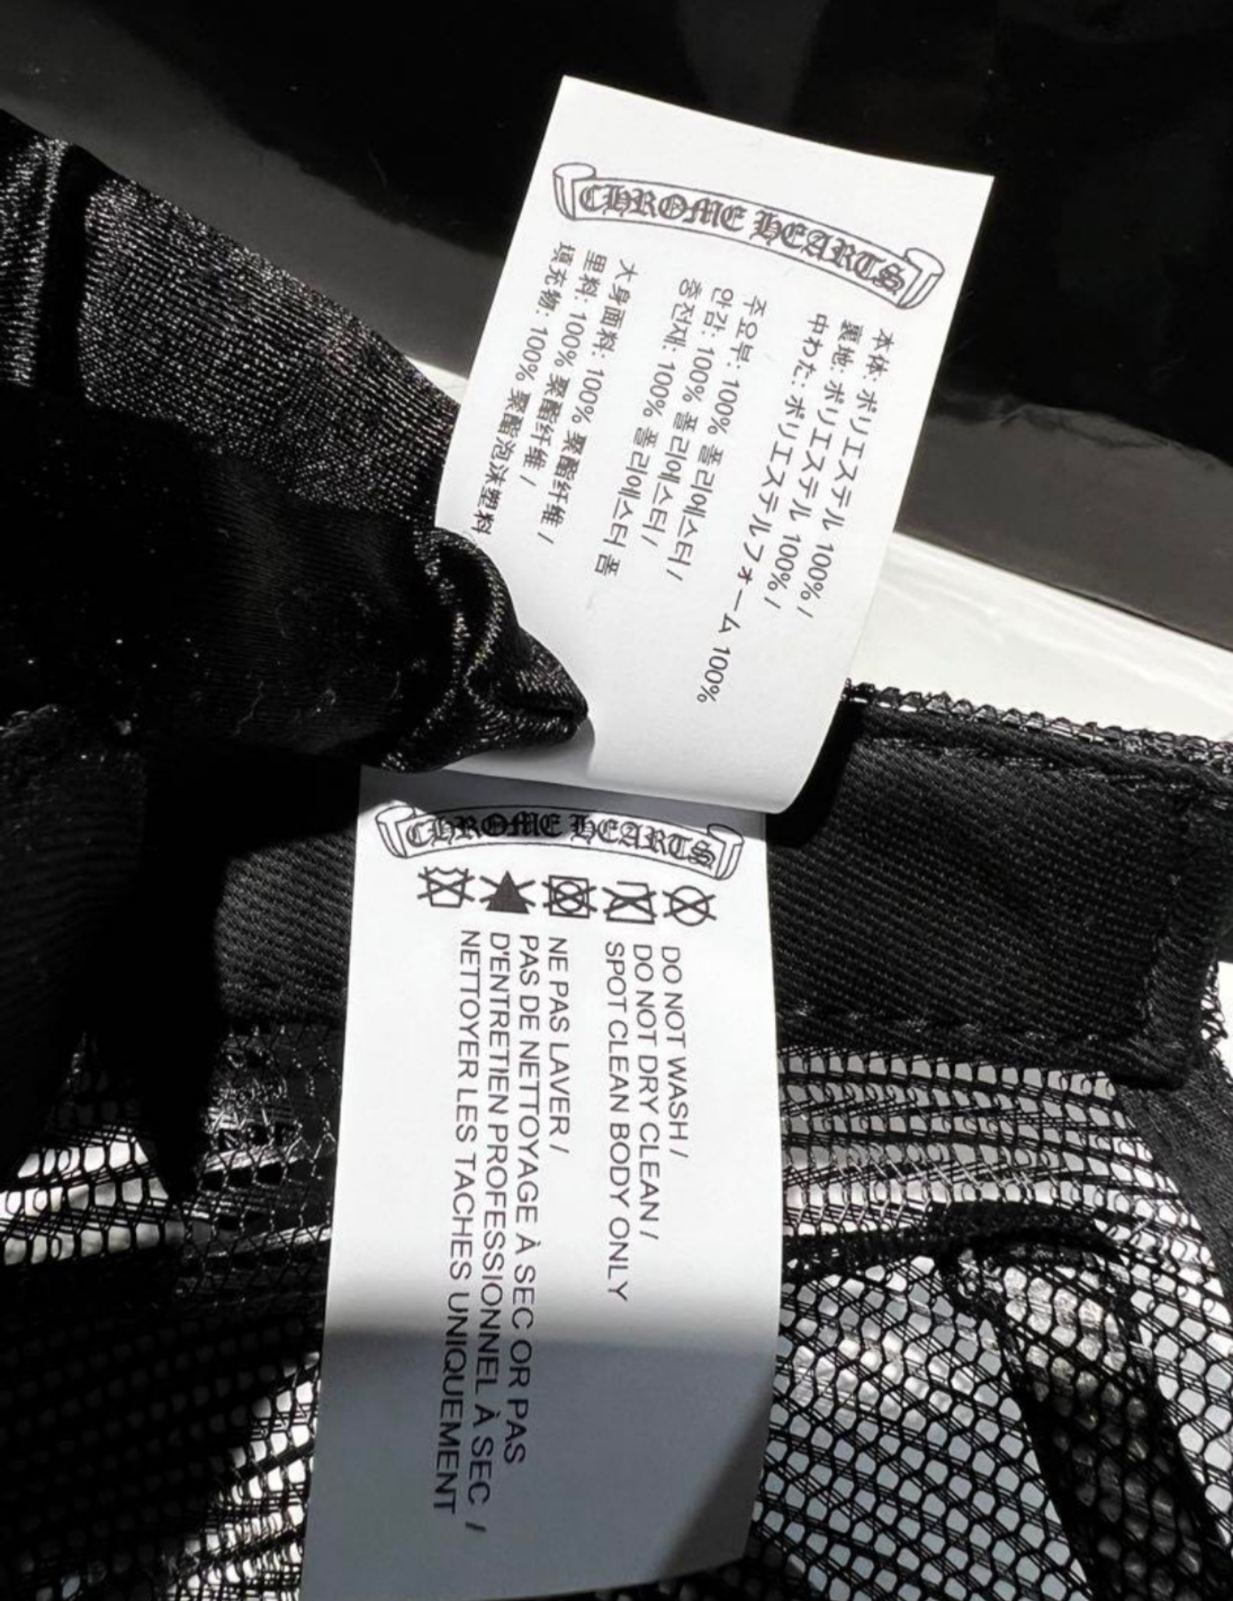 CHROME HEARTS
本体: ポリエステル 100% /
裏地: ポリエステル 100% /
中わた: ポリエステルフォーム 100%
주요부: 100% 폴리에스터 /
안감: 100% 폴리에스터 /
충전재: 100% 폴리에스터 폼
大身面料: 100% 聚酯纤维 /
里料: 100% 聚酯纤维 /
填充物: 100% 聚酯泡沫塑料
CHROME HEARTS
DO NOT WASH /
DO NOT DRY CLEAN /
SPOT CLEAN BODY ONLY
NE PAS LAVER /
PAS DE NETTOYAGE À SEC OR PAS
D'ENTRETIEN PROFESSIONNEL À SEC /
NETTOYER LES TACHES UNIQUEMENT